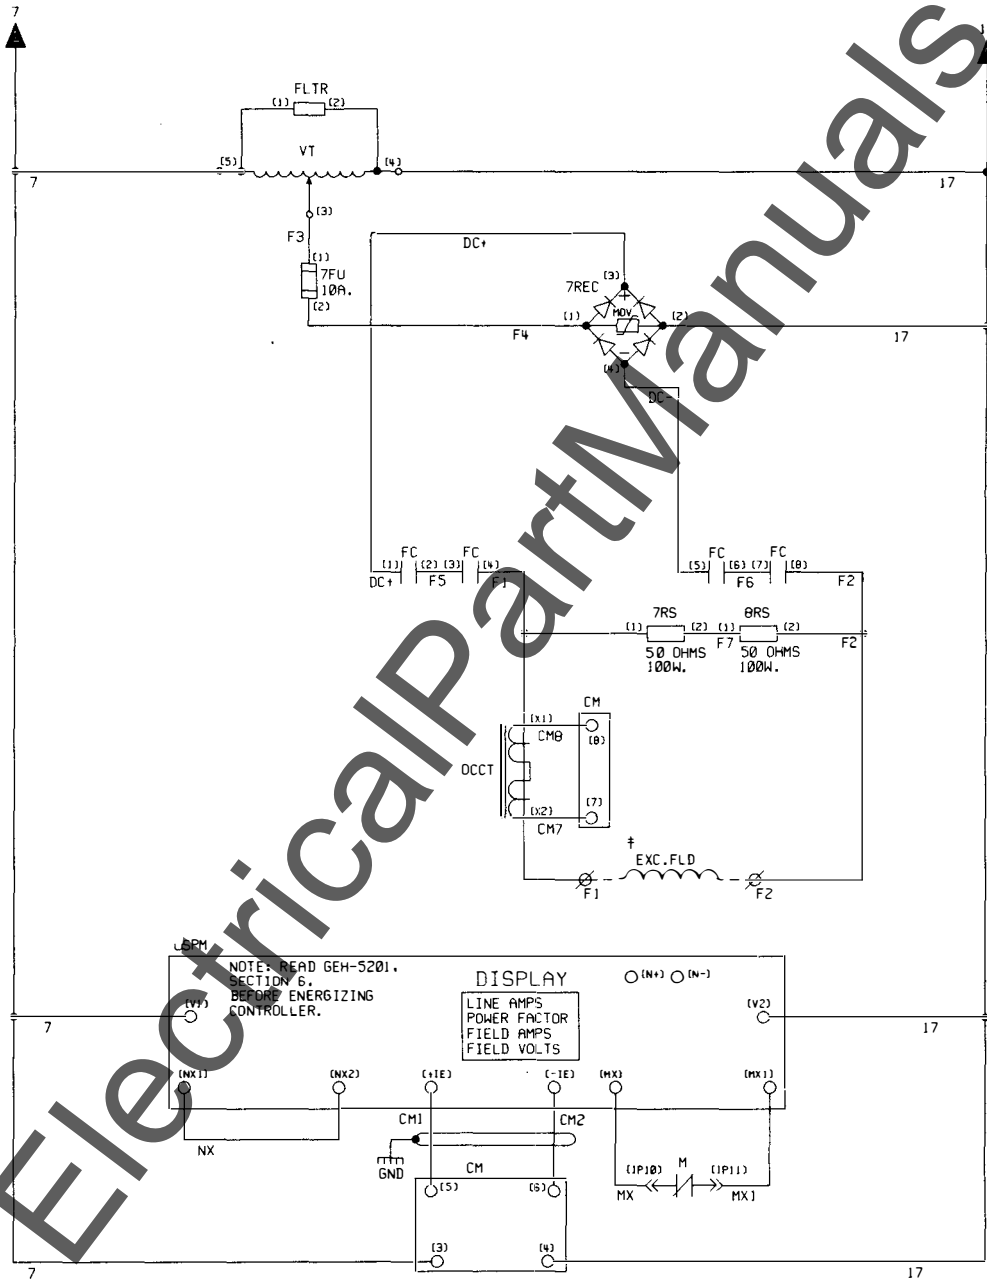 7
1
FLTR
(1) (2)
VT
(5) (4)
7 17
(3)
F3
DC+
(1)
7FU
10A.
(2)
(3)
7REC
+
MOV
(1) (2)
F4 17
-
(4)
DC-
FC FC FC FC
(1) (2) (3) (4) (5) (6) (7) (8)
DC+ F5 F1 F6 F2
7RS 8RS
(1) (2) (1) (2)
F7 F2
50 OHMS 50 OHMS
100W. 100W.
CM
(X1)
CM8 (8)
DCCT
(X2) (7)
CM7
‡
EXC.FLD
F1 F2
μSPM
NOTE: READ GEH-5201,
SECTION 6,
BEFORE ENERGIZING
CONTROLLER.
DISPLAY
(N+) (N-)
LINE AMPS
POWER FACTOR
FIELD AMPS
FIELD VOLTS
(V1) (V2)
7 17
(NX1) (NX2) (+IE) (-IE) (MX) (MX1)
CM1 CM2
NX
GND
CM
(JP10) M (JP11)
MX MX1
(5) (6)
(3) (4)
7 17
ElectricalPartManuals